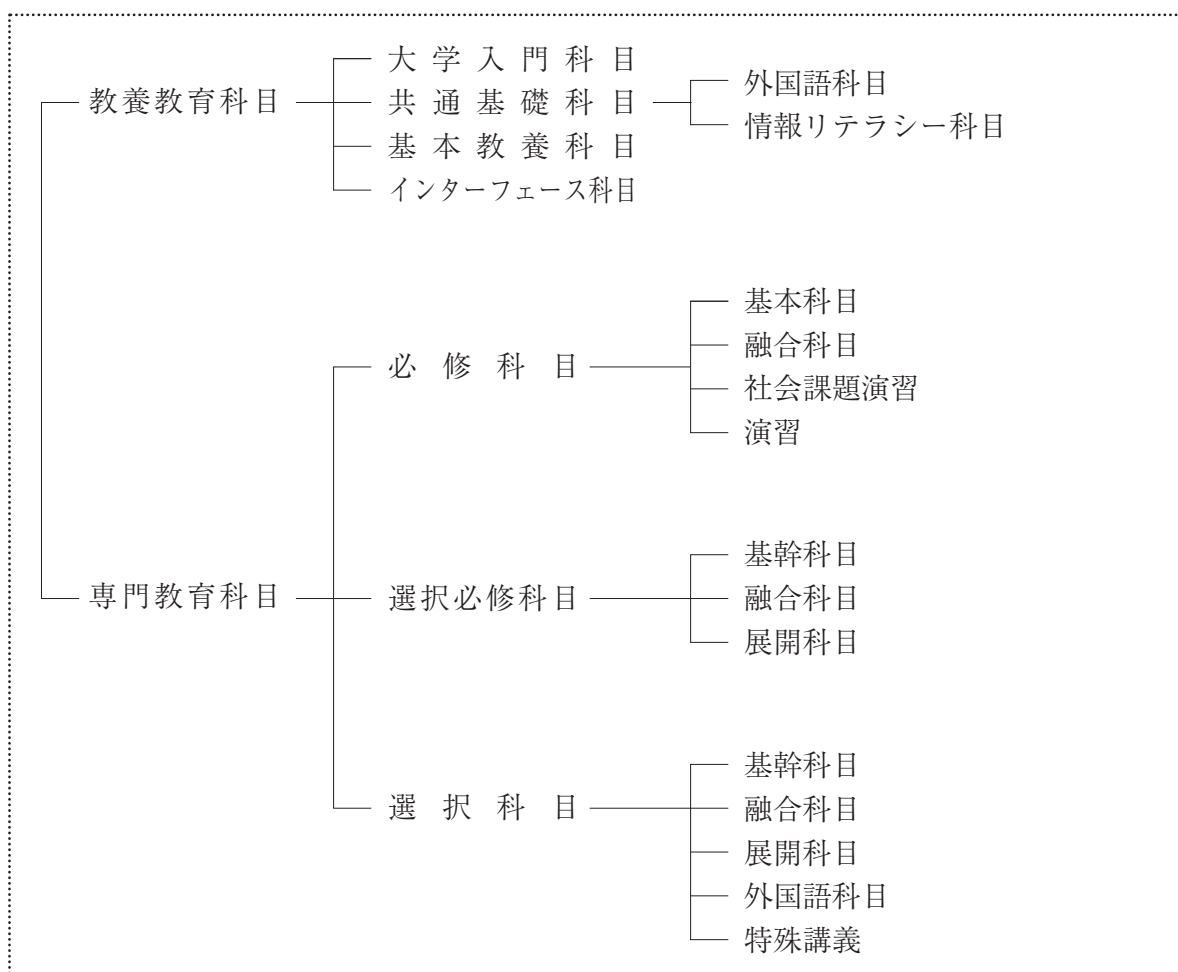 教養教育科目
大学入門科目
共通基礎科目
外国語科目
情報リテラシー科目
基本教養科目
インターフェース科目
専門教育科目
必修科目
基本科目
融合科目
社会課題演習
演習
選択必修科目
基幹科目
融合科目
展開科目
選択科目
基幹科目
融合科目
展開科目
外国語科目
特殊講義